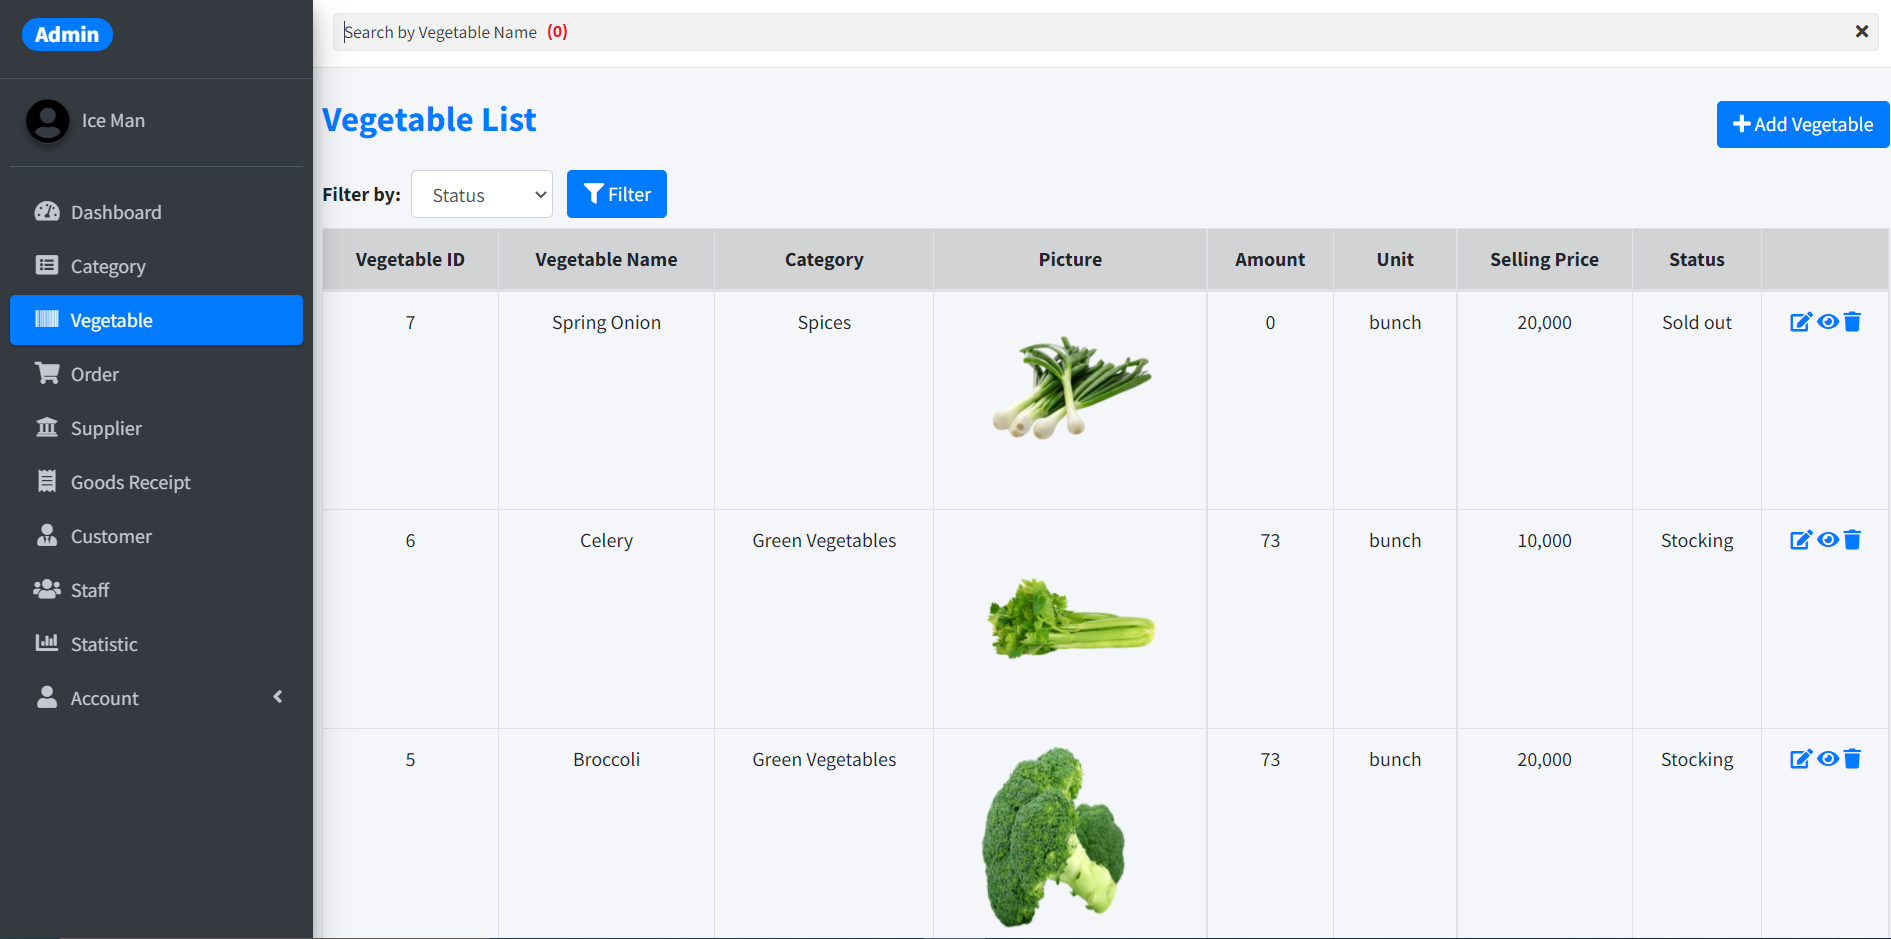 Admin
Search by Vegetable Name (0)
Ice Man
Vegetable List
Add Vegetable
Filter by: Status Filter
Dashboard
Category
Vegetable
Order
Supplier
Goods Receipt
Customer
Staff
Statistic
Account
Vegetable ID Vegetable Name Category Picture Amount Unit Selling Price Status
7 Spring Onion Spices 0 bunch 20,000 Sold out
6 Celery Green Vegetables 73 bunch 10,000 Stocking
5 Broccoli Green Vegetables 73 bunch 20,000 Stocking